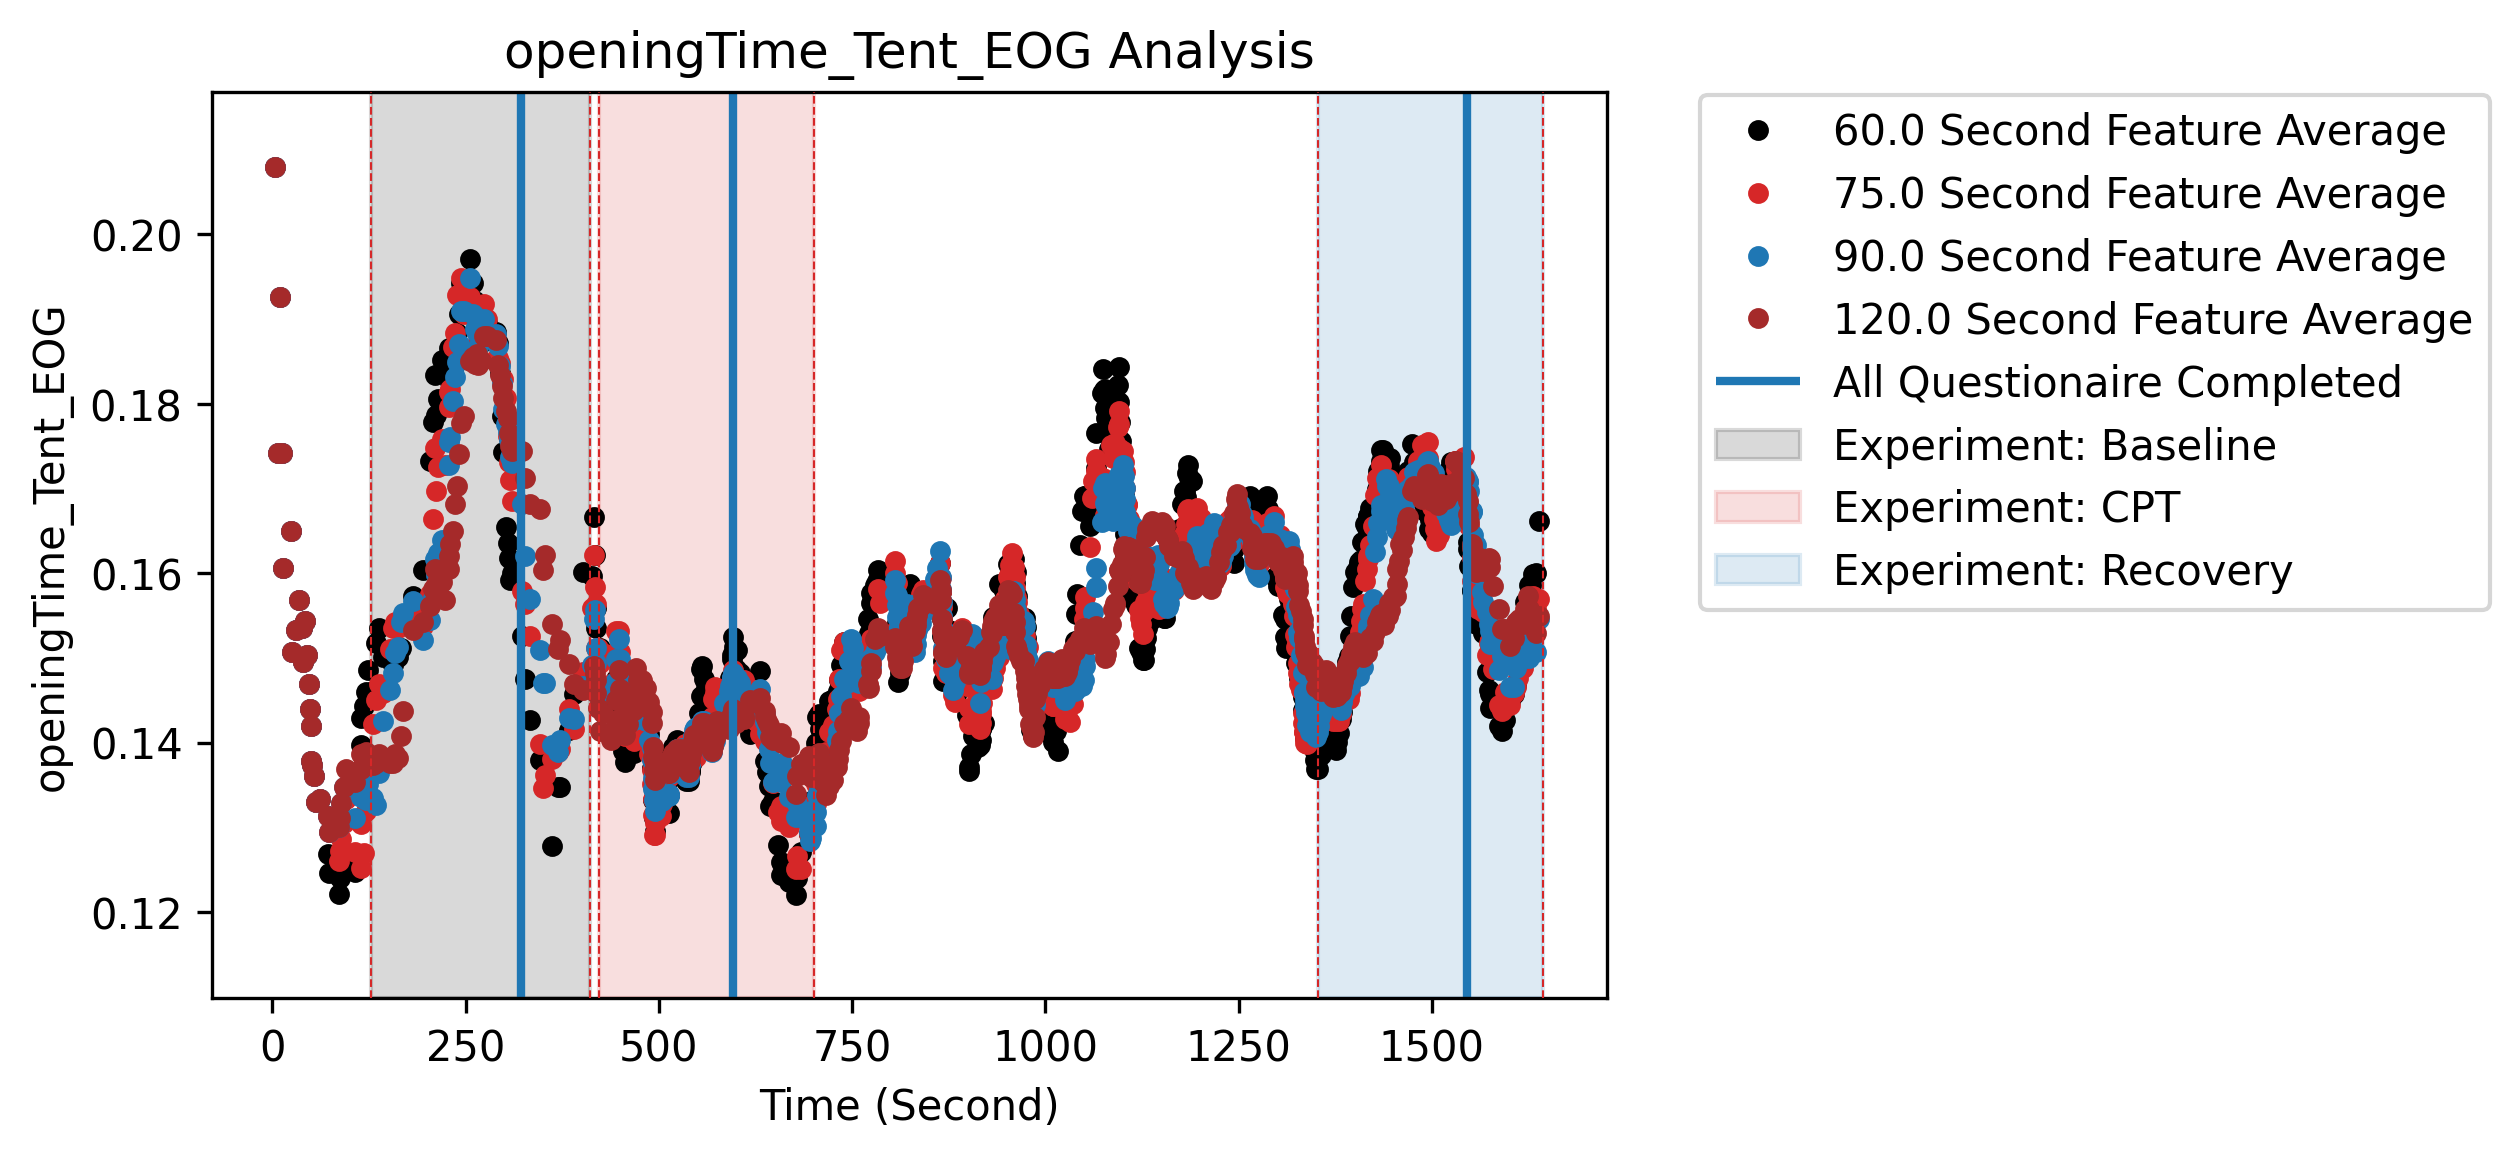 openingTime_Tent_EOG Analysis
openingTime_Tent_EOG
0.20
0.18
0.16
0.14
0.12
0 250 500 750 1000 1250 1500
Time (Second)
60.0 Second Feature Average
75.0 Second Feature Average
90.0 Second Feature Average
120.0 Second Feature Average
All Questionaire Completed
Experiment: Baseline
Experiment: CPT
Experiment: Recovery